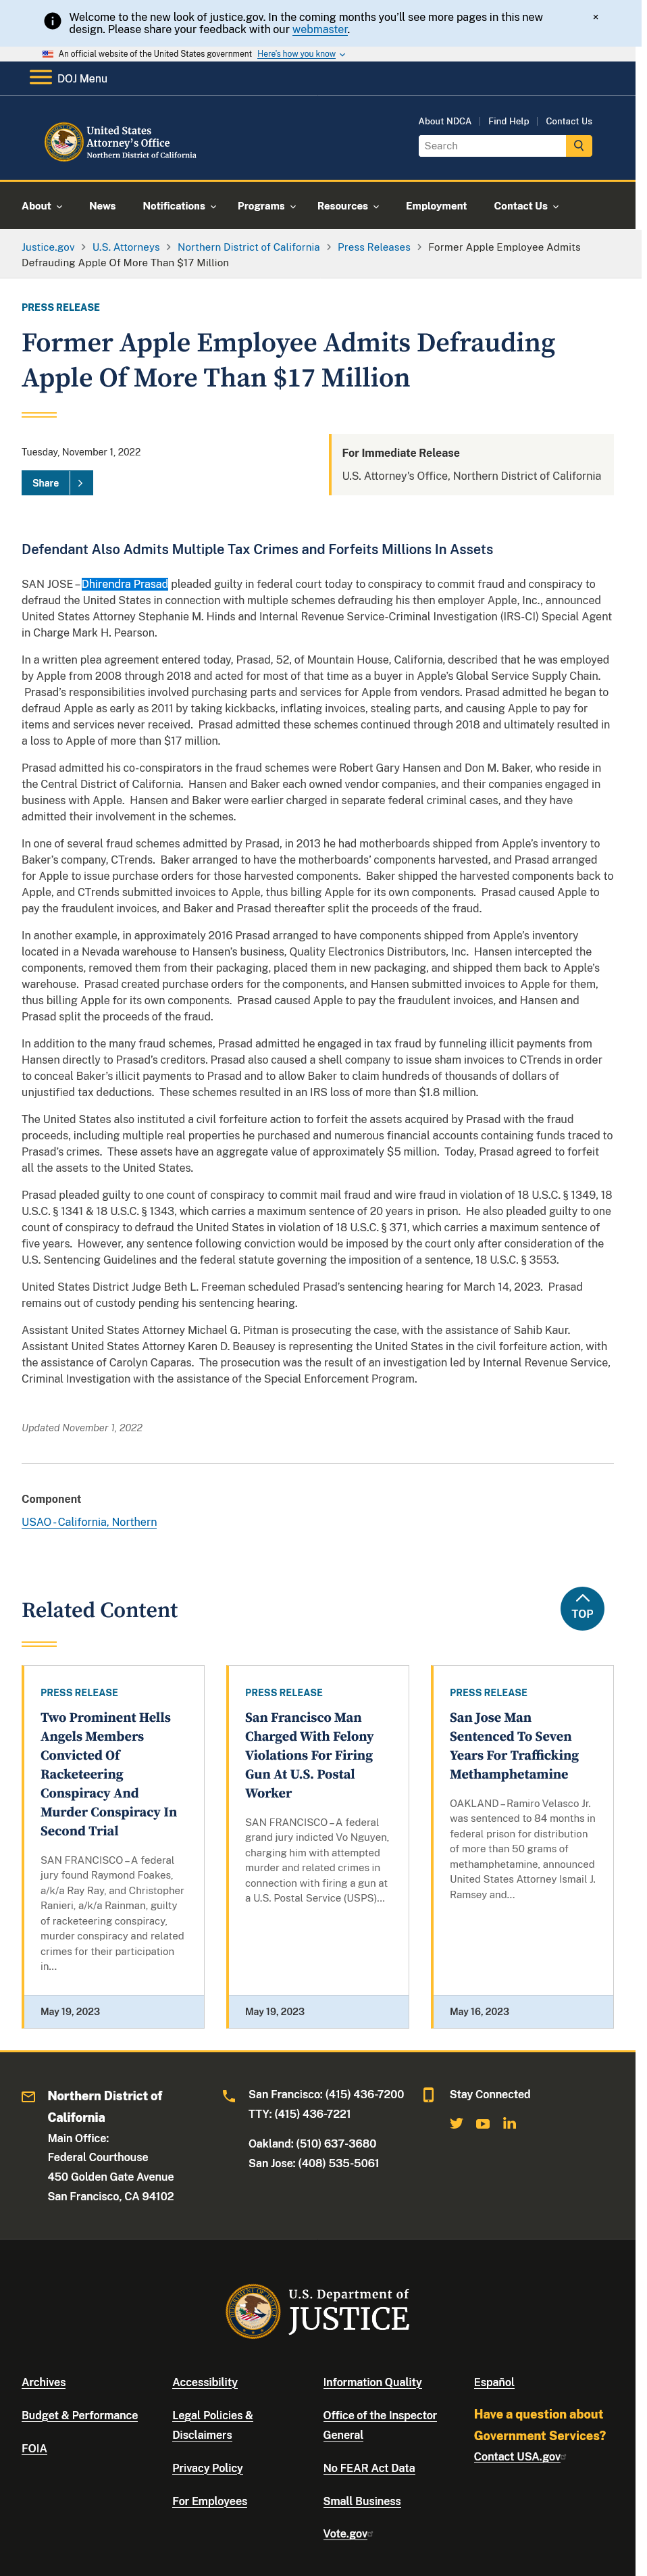 Welcome to the new look of justice.gov. In the coming months you'll see more pages in this new
design. Please share your feedback with our webmaster.
×
An official website of the United States government Here's how you know
DOJ Menu
United States
Attorney's Office
Northern District of California
About NDCA | Find Help | Contact Us
Search
About News Notifications Programs Resources Employment Contact Us
Justice.gov > U.S. Attorneys > Northern District of California > Press Releases > Former Apple Employee Admits
Defrauding Apple Of More Than $17 Million
PRESS RELEASE
Former Apple Employee Admits Defrauding
Apple Of More Than $17 Million
Tuesday, November 1, 2022
Share >
For Immediate Release
U.S. Attorney's Office, Northern District of California
Defendant Also Admits Multiple Tax Crimes and Forfeits Millions In Assets
SAN JOSE – Dhirendra Prasad pleaded guilty in federal court today to conspiracy to commit fraud and conspiracy to
defraud the United States in connection with multiple schemes defrauding his then employer Apple, Inc., announced
United States Attorney Stephanie M. Hinds and Internal Revenue Service-Criminal Investigation (IRS-CI) Special Agent
in Charge Mark H. Pearson.
In a written plea agreement entered today, Prasad, 52, of Mountain House, California, described that he was employed
by Apple from 2008 through 2018 and acted for most of that time as a buyer in Apple's Global Service Supply Chain.
Prasad's responsibilities involved purchasing parts and services for Apple from vendors. Prasad admitted he began to
defraud Apple as early as 2011 by taking kickbacks, inflating invoices, stealing parts, and causing Apple to pay for
items and services never received. Prasad admitted these schemes continued through 2018 and ultimately resulted in
a loss to Apple of more than $17 million.
Prasad admitted his co-conspirators in the fraud schemes were Robert Gary Hansen and Don M. Baker, who reside in
the Central District of California. Hansen and Baker each owned vendor companies, and their companies engaged in
business with Apple. Hansen and Baker were earlier charged in separate federal criminal cases, and they have
admitted their involvement in the schemes.
In one of several fraud schemes admitted by Prasad, in 2013 he had motherboards shipped from Apple's inventory to
Baker's company, CTrends. Baker arranged to have the motherboards' components harvested, and Prasad arranged
for Apple to issue purchase orders for those harvested components. Baker shipped the harvested components back to
Apple, and CTrends submitted invoices to Apple, thus billing Apple for its own components. Prasad caused Apple to
pay the fraudulent invoices, and Baker and Prasad thereafter split the proceeds of the fraud.
In another example, in approximately 2016 Prasad arranged to have components shipped from Apple's inventory
located in a Nevada warehouse to Hansen's business, Quality Electronics Distributors, Inc. Hansen intercepted the
components, removed them from their packaging, placed them in new packaging, and shipped them back to Apple's
warehouse. Prasad created purchase orders for the components, and Hansen submitted invoices to Apple for them,
thus billing Apple for its own components. Prasad caused Apple to pay the fraudulent invoices, and Hansen and
Prasad split the proceeds of the fraud.
In addition to the many fraud schemes, Prasad admitted he engaged in tax fraud by funneling illicit payments from
Hansen directly to Prasad's creditors. Prasad also caused a shell company to issue sham invoices to CTrends in order
to conceal Baker's illicit payments to Prasad and to allow Baker to claim hundreds of thousands of dollars of
unjustified tax deductions. These schemes resulted in an IRS loss of more than $1.8 million.
The United States also instituted a civil forfeiture action to forfeit the assets acquired by Prasad with the fraud
proceeds, including multiple real properties he purchased and numerous financial accounts containing funds traced to
Prasad's crimes. These assets have an aggregate value of approximately $5 million. Today, Prasad agreed to forfeit
all the assets to the United States.
Prasad pleaded guilty to one count of conspiracy to commit mail fraud and wire fraud in violation of 18 U.S.C. § 1349, 18
U.S.C. § 1341 & 18 U.S.C. § 1343, which carries a maximum sentence of 20 years in prison. He also pleaded guilty to one
count of conspiracy to defraud the United States in violation of 18 U.S.C. § 371, which carries a maximum sentence of
five years. However, any sentence following conviction would be imposed by the court only after consideration of the
U.S. Sentencing Guidelines and the federal statute governing the imposition of a sentence, 18 U.S.C. § 3553.
United States District Judge Beth L. Freeman scheduled Prasad's sentencing hearing for March 14, 2023. Prasad
remains out of custody pending his sentencing hearing.
Assistant United States Attorney Michael G. Pitman is prosecuting the case, with the assistance of Sahib Kaur.
Assistant United States Attorney Karen D. Beausey is representing the United States in the civil forfeiture action, with
the assistance of Carolyn Caparas. The prosecution was the result of an investigation led by Internal Revenue Service,
Criminal Investigation with the assistance of the Special Enforcement Program.
Updated November 1, 2022
Component
USAO - California, Northern
TOP
Related Content
PRESS RELEASE
Two Prominent Hells
Angels Members
Convicted Of
Racketeering
Conspiracy And
Murder Conspiracy In
Second Trial
SAN FRANCISCO – A federal
jury found Raymond Foakes,
a/k/a Ray Ray, and Christopher
Ranieri, a/k/a Rainman, guilty
of racketeering conspiracy,
murder conspiracy and related
crimes for their participation
in...
May 19, 2023
PRESS RELEASE
San Francisco Man
Charged With Felony
Violations For Firing
Gun At U.S. Postal
Worker
SAN FRANCISCO – A federal
grand jury indicted Vo Nguyen,
charging him with attempted
murder and related crimes in
connection with firing a gun at
a U.S. Postal Service (USPS)...
May 19, 2023
PRESS RELEASE
San Jose Man
Sentenced To Seven
Years For Trafficking
Methamphetamine
OAKLAND – Ramiro Velasco Jr.
was sentenced to 84 months in
federal prison for distribution
of more than 50 grams of
methamphetamine, announced
United States Attorney Ismail J.
Ramsey and...
May 16, 2023
Northern District of
California
Main Office:
Federal Courthouse
450 Golden Gate Avenue
San Francisco, CA 94102
San Francisco: (415) 436-7200
TTY: (415) 436-7221
Oakland: (510) 637-3680
San Jose: (408) 535-5061
Stay Connected
U.S. Department of
JUSTICE
Archives
Budget & Performance
FOIA
Accessibility
Legal Policies &
Disclaimers
Privacy Policy
For Employees
Information Quality
Office of the Inspector
General
No FEAR Act Data
Small Business
Vote.gov
Español
Have a question about
Government Services?
Contact USA.gov